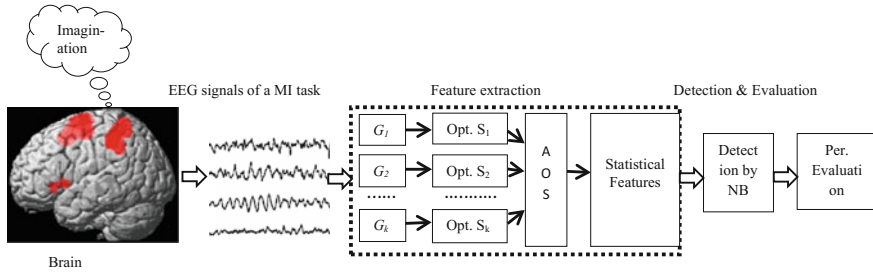 Imagin-
ation
EEG signals of a MI task
Feature extraction
Detection & Evaluation
G1
Opt. S1
G2
Opt. S2
......
............
Gk
Opt. Sk
A
O
S
Statistical
Features
Detect
ion by
NB
Per.
Evaluati
on
Brain